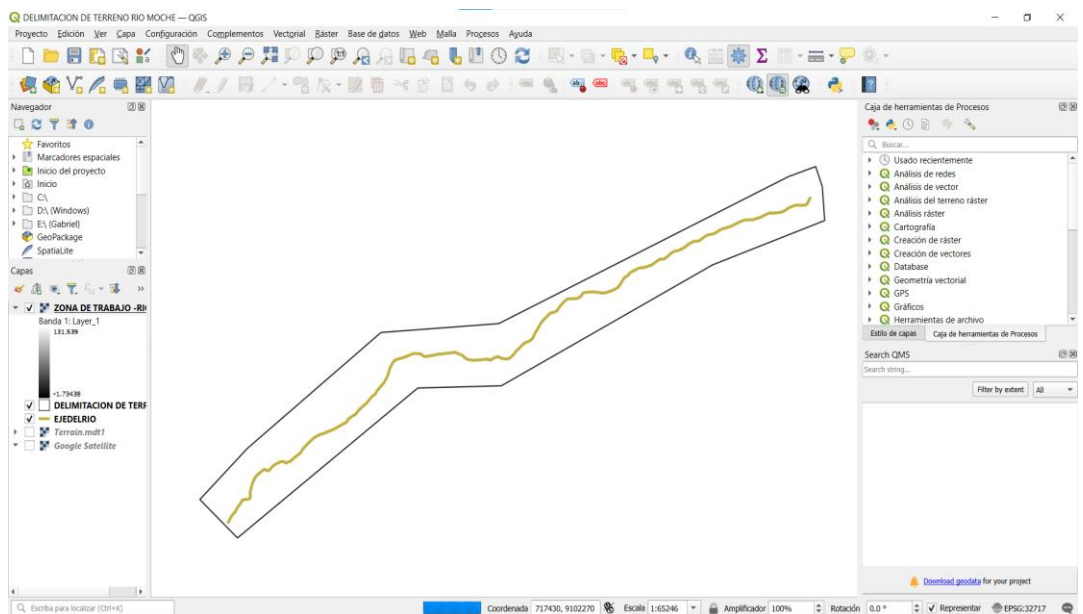 DELIMITACION DE TERRENO RIO MOCHE — QGIS
Proyecto Edición Ver Capa Configuración Complementos Vectorial Ráster Base de datos Web Malla Procesos Ayuda
Navegador
Favoritos
Marcadores espaciales
Inicio del proyecto
Inicio
C:\
D:\ (Windows)
E:\ (Gabriel)
GeoPackage
SpatiaLite
Capas
ZONA DE TRABAJO -RI
Banda 1: Layer_1
131.539
-1.73438
DELIMITACION DE TERR
EJEDELRIO
Terrain.mdt1
Google Satellite
Caja de herramientas de Procesos
Buscar...
Usado recientemente
Análisis de redes
Análisis de vector
Análisis del terreno ráster
Análisis ráster
Cartografía
Creación de ráster
Creación de vectores
Database
Geometría vectorial
GPS
Gráficos
Herramientas de archivo
Estilo de capas Caja de herramientas de Procesos
Search QMS
Search string...
Filter by extent All
Download geodata for your project
Escriba para localizar (Ctrl+K) Coordenada 717430, 9102270 Escala 1:65246 Amplificador 100% Rotación 0.0 ° Representar EPSG:32717